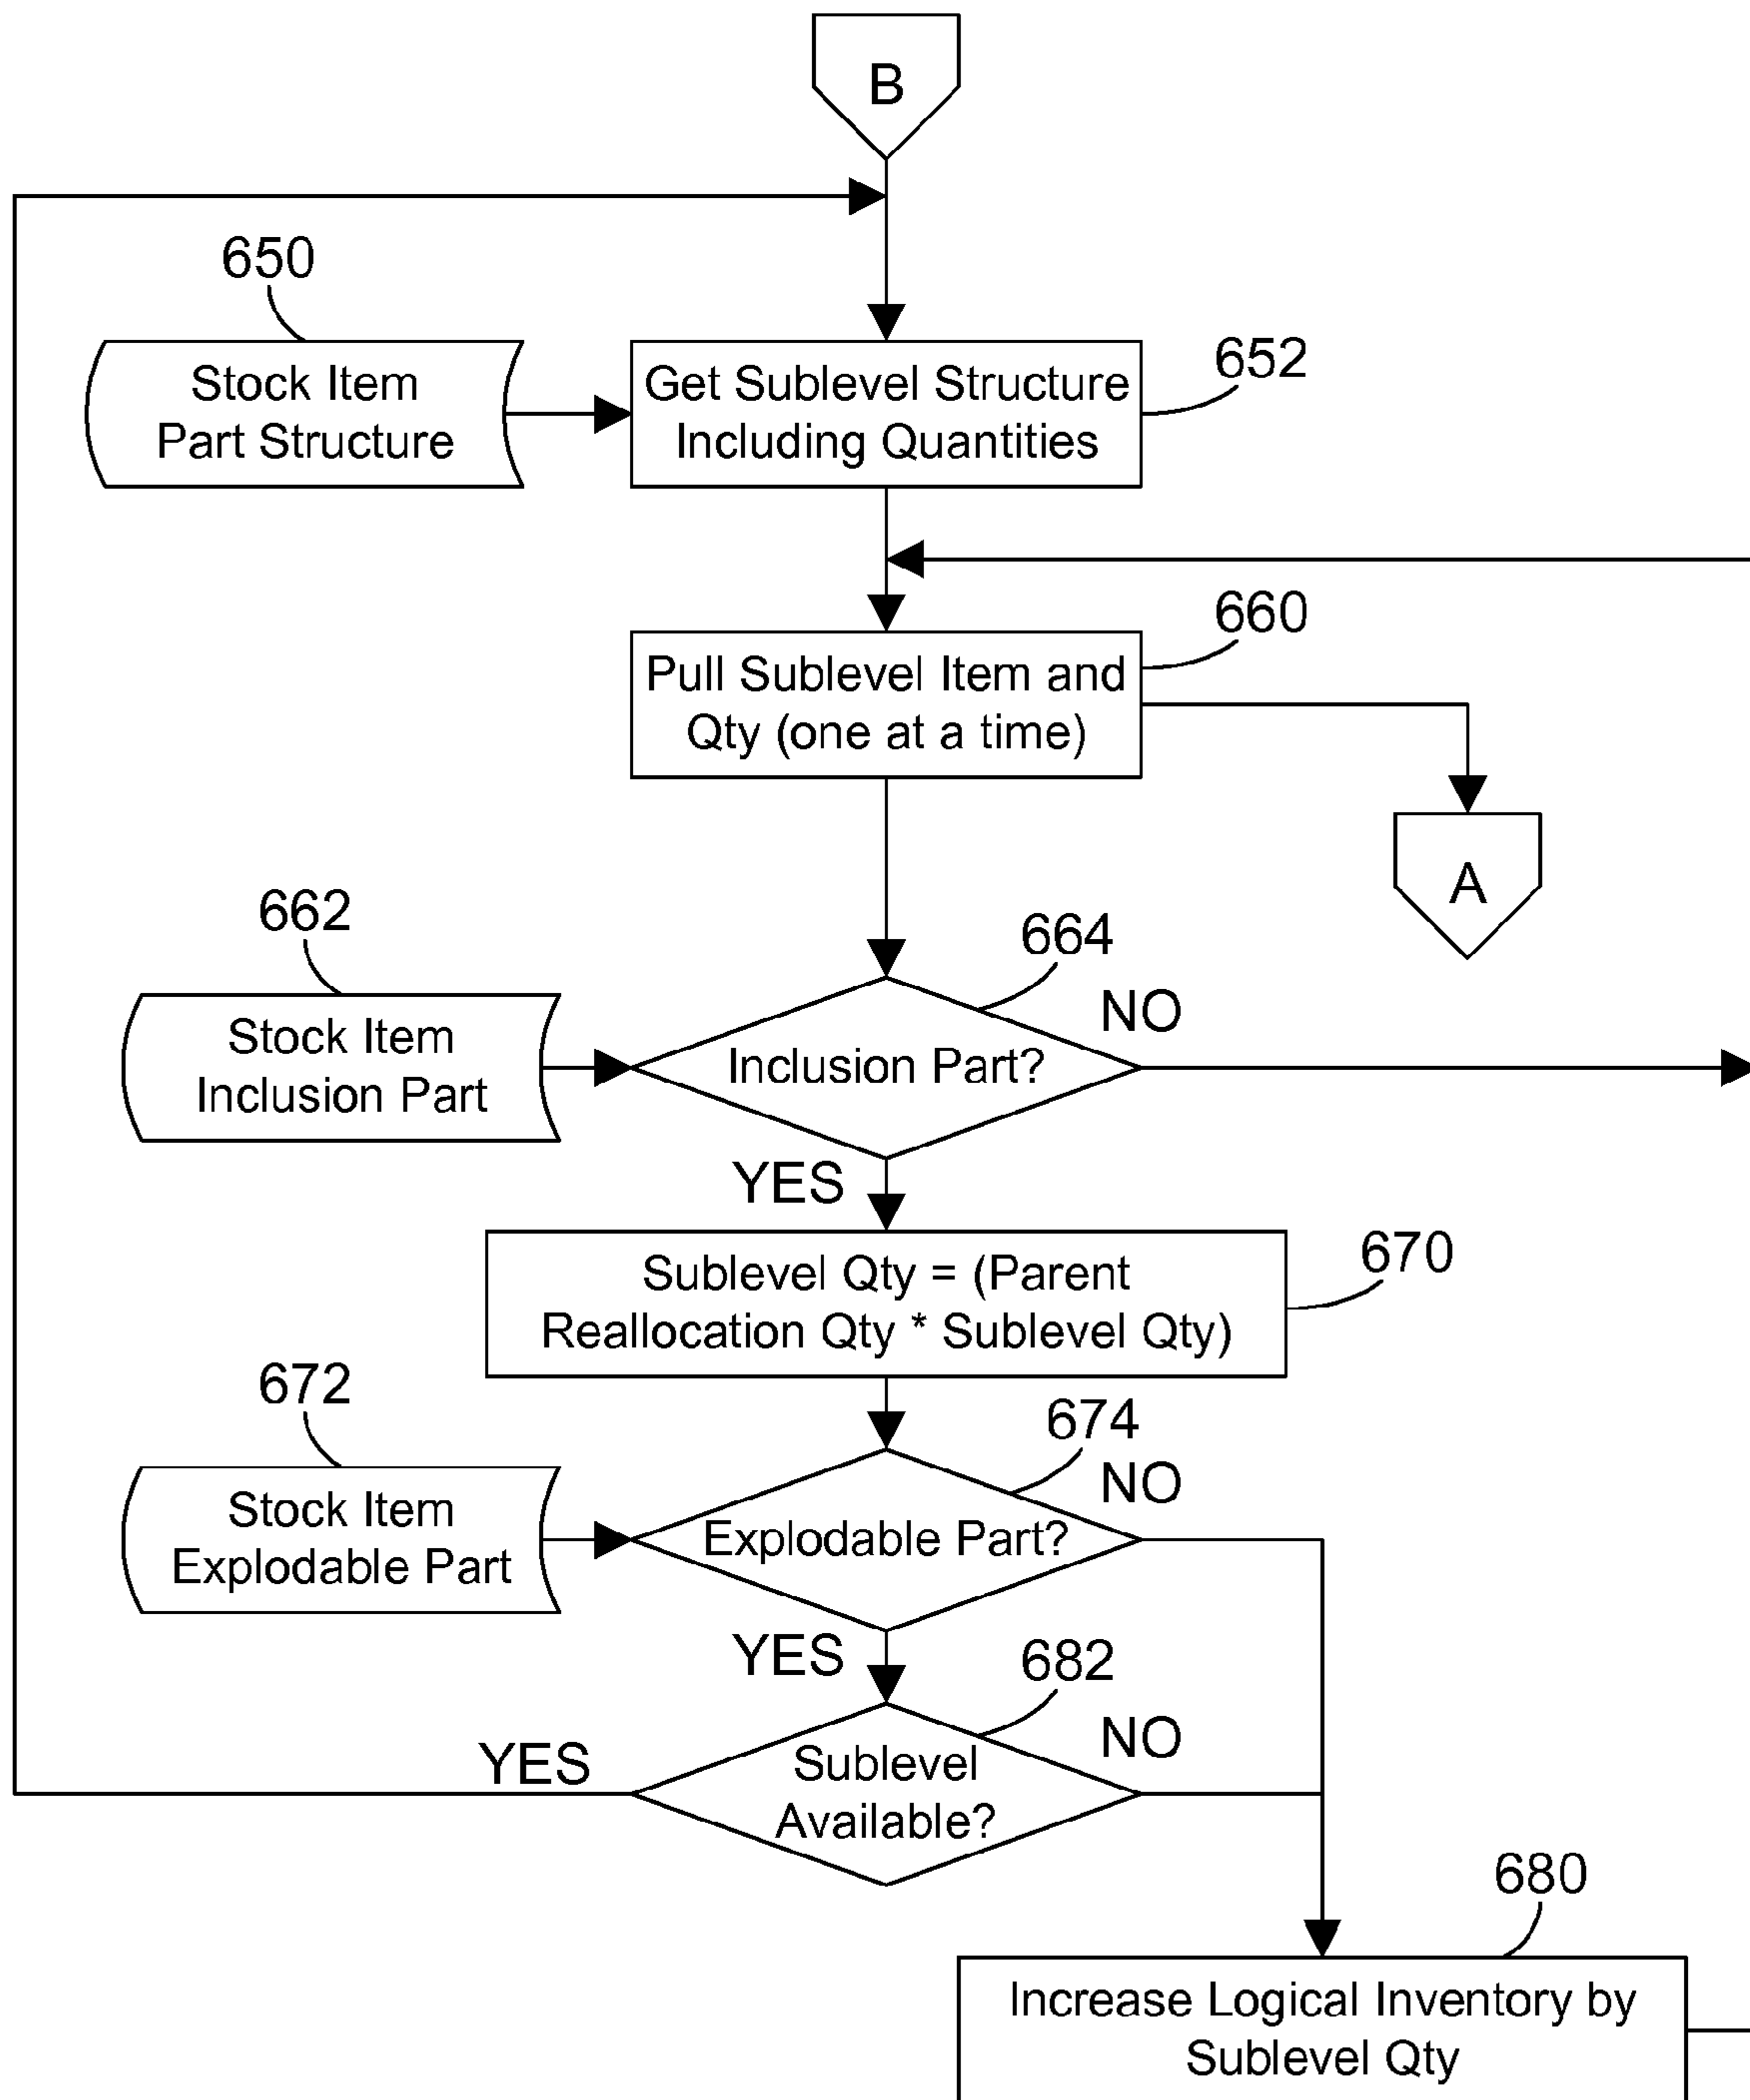 B
650
Stock Item
Part Structure
Get Sublevel Structure
Including Quantities
652
660
Pull Sublevel Item and
Qty (one at a time)
A
662
Stock Item
Inclusion Part
664
Inclusion Part?
NO
YES
670
Sublevel Qty = (Parent
Reallocation Qty * Sublevel Qty)
672
Stock Item
Explodable Part
674
Explodable Part?
NO
YES
682
Sublevel
Available?
YES
NO
680
Increase Logical Inventory by
Sublevel Qty